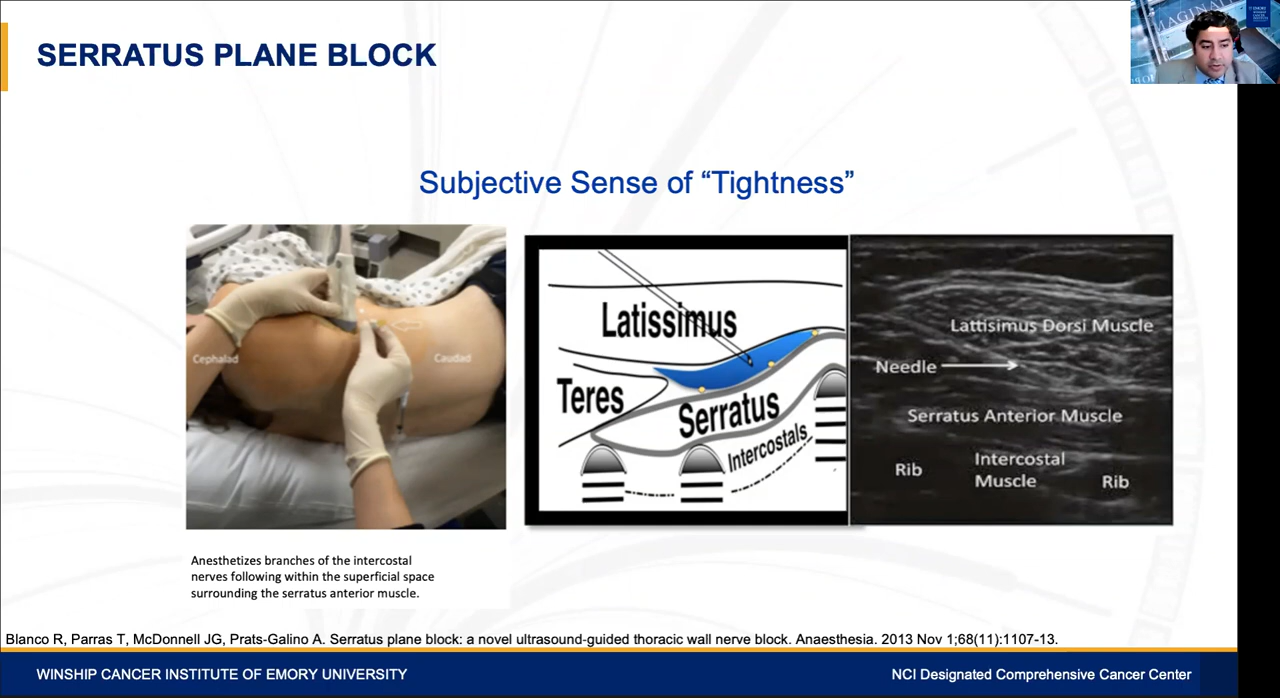 SERRATUS PLANE BLOCK
Subjective Sense of “Tightness”
Cephalad
Caudad
Latissimus
Teres
Serratus
Intercostals
Lattisimus Dorsi Muscle
Needle
Serratus Anterior Muscle
Rib
Intercostal
Muscle
Rib
Anesthetizes branches of the intercostal
nerves following within the superficial space
surrounding the serratus anterior muscle.
Blanco R, Parras T, McDonnell JG, Prats-Galino A. Serratus plane block: a novel ultrasound-guided thoracic wall nerve block. Anaesthesia. 2013 Nov 1;68(11):1107-13.
WINSHIP CANCER INSTITUTE OF EMORY UNIVERSITY
NCI Designated Comprehensive Cancer Center